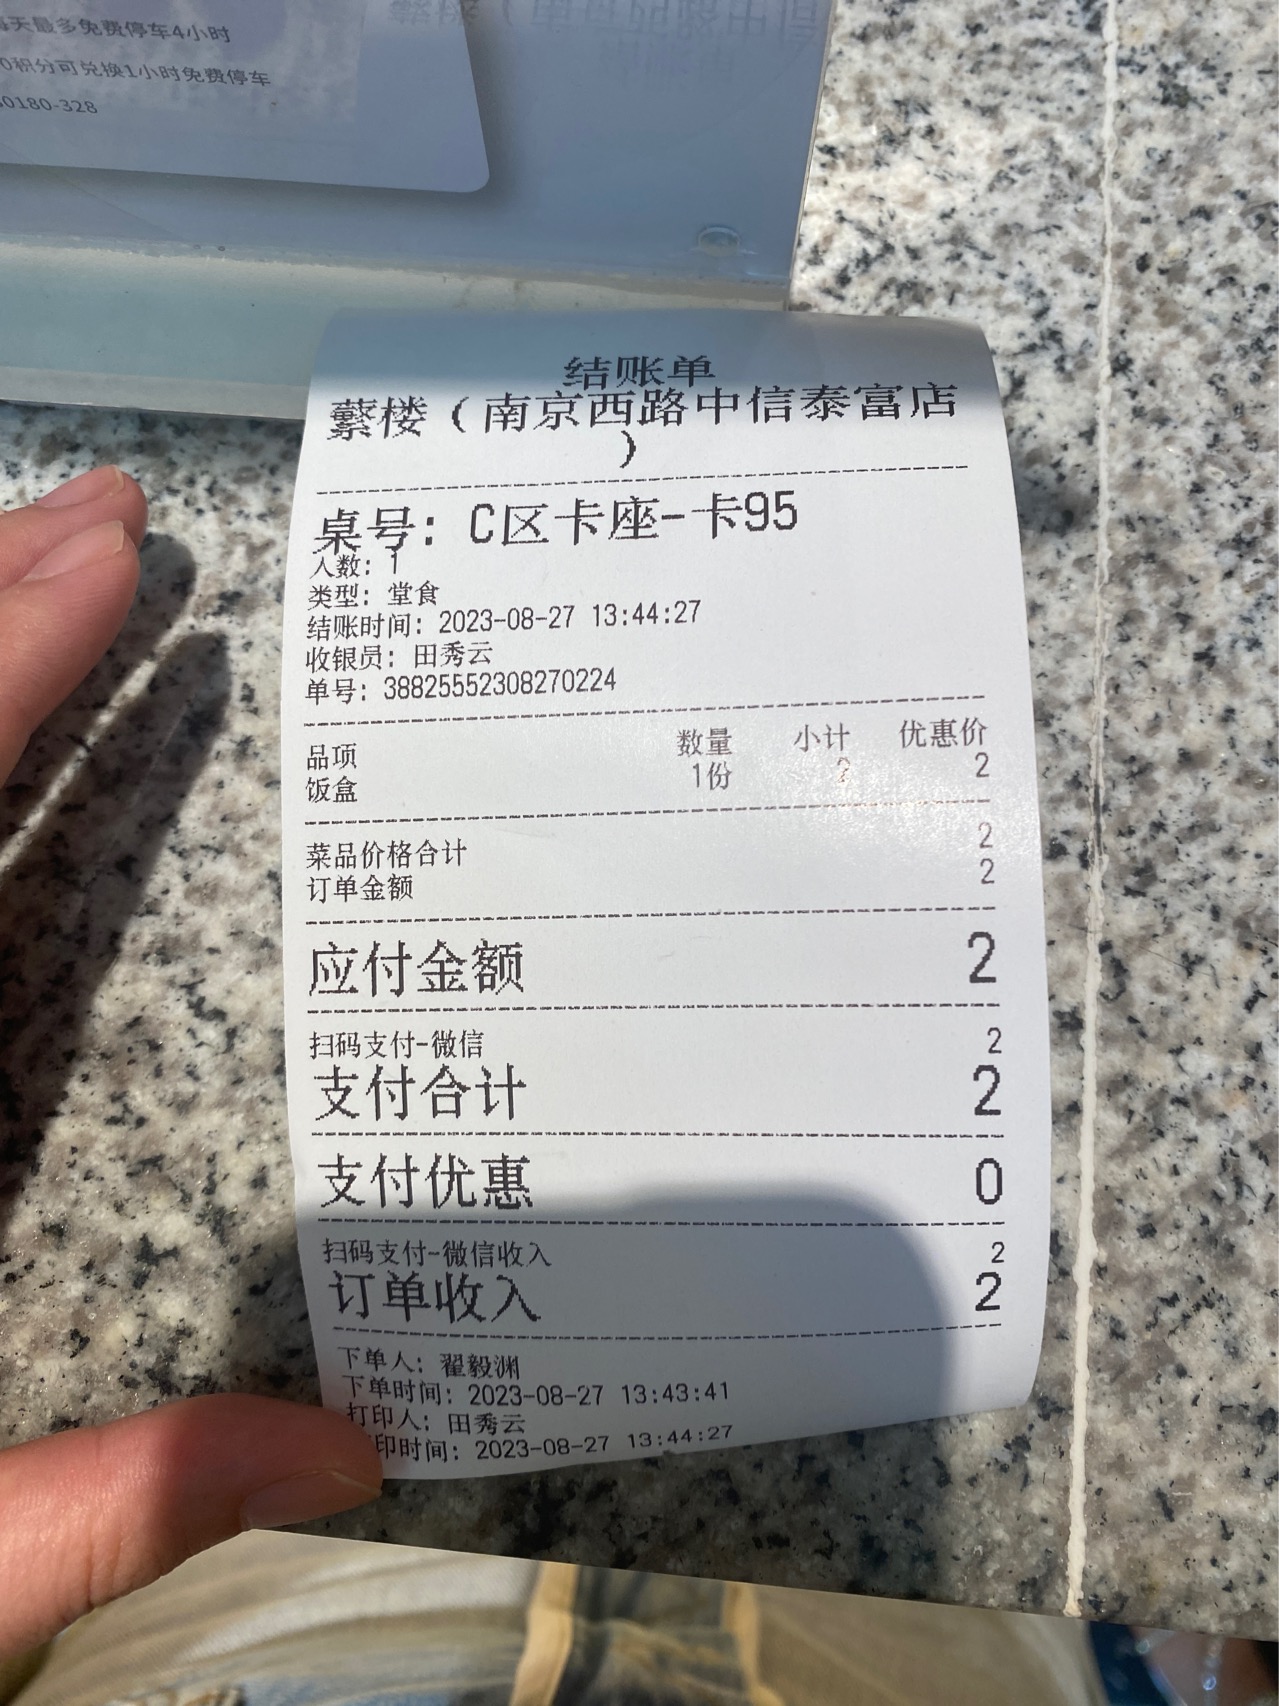 每天最多免费停车4小时
0积分可兑换1小时免费停车
0180-328
结账单
蘩楼（南京西路中信泰富店
）
桌号：C区卡座-卡95
人数：1
类型：堂食
结账时间：2023-08-27 13:44:27
收银员：田秀云
单号：38825552308270224
品项 数量 小计 优惠价
饭盒 1份 2 2
菜品价格合计 2
订单金额 2
应付金额 2
扫码支付-微信 2
支付合计 2
支付优惠 0
扫码支付-微信收入 2
订单收入 2
下单人：翟毅渊
下单时间：2023-08-27 13:43:41
打印人：田秀云
印时间：2023-08-27 13:44:27